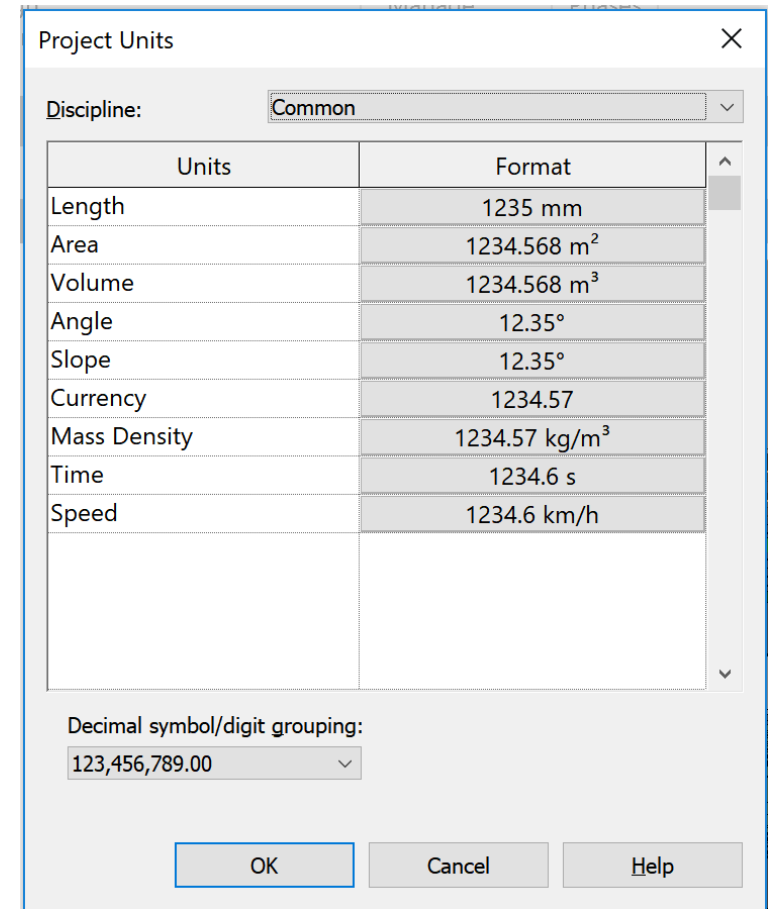 Manage Phases
Project Units
Discipline: Common
Units Format
Length 1235 mm
Area 1234.568 m²
Volume 1234.568 m³
Angle 12.35°
Slope 12.35°
Currency 1234.57
Mass Density 1234.57 kg/m³
Time 1234.6 s
Speed 1234.6 km/h
Decimal symbol/digit grouping:
123,456,789.00
OK Cancel Help